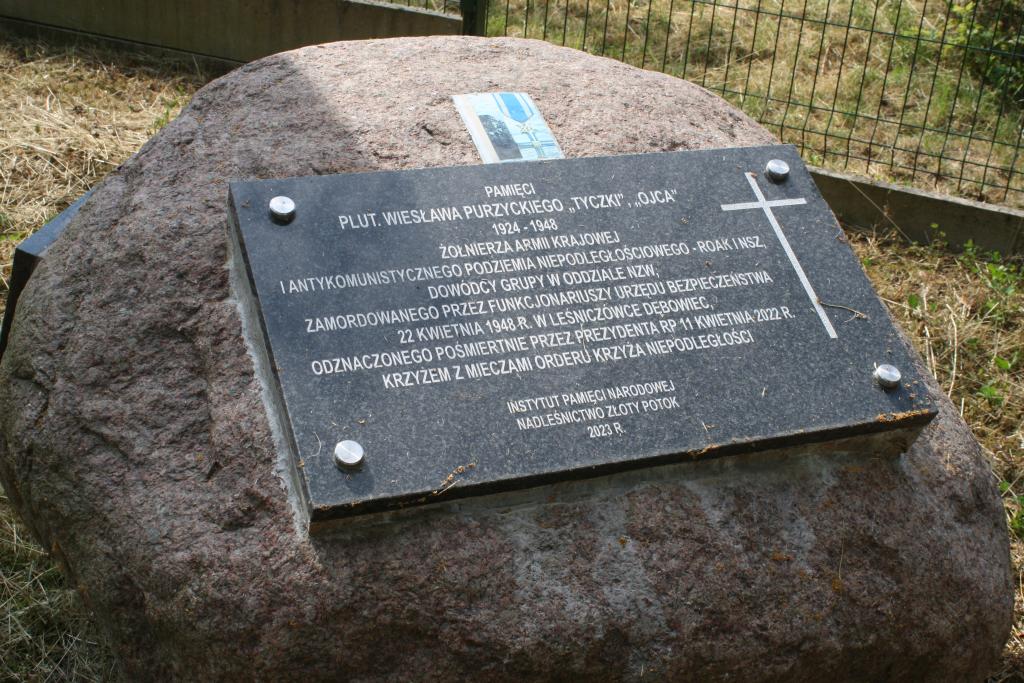 PAMIĘCI
PLUT. WIESŁAWA PURZYCKIEGO „TYCZKI", „OJCA"
1924 - 1948
ŻOŁNIERZA ARMII KRAJOWEJ
I ANTYKOMUNISTYCZNEGO PODZIEMIA NIEPODLEGŁOŚCIOWEGO - ROAK I NSZ,
DOWÓDCY GRUPY W ODDZIALE NZW,
ZAMORDOWANEGO PRZEZ FUNKCJONARIUSZY URZĘDU BEZPIECZEŃSTWA
22 KWIETNIA 1948 R. W LEŚNICZÓWCE DĘBOWIEC,
ODZNACZONEGO POŚMIERTNIE PRZEZ PREZYDENTA RP 11 KWIETNIA 2022 R.
KRZYŻEM Z MIECZAMI ORDERU KRZYŻA NIEPODLEGŁOŚCI
INSTYTUT PAMIĘCI NARODOWEJ
NADLEŚNICTWO ZŁOTY POTOK
2023 R.